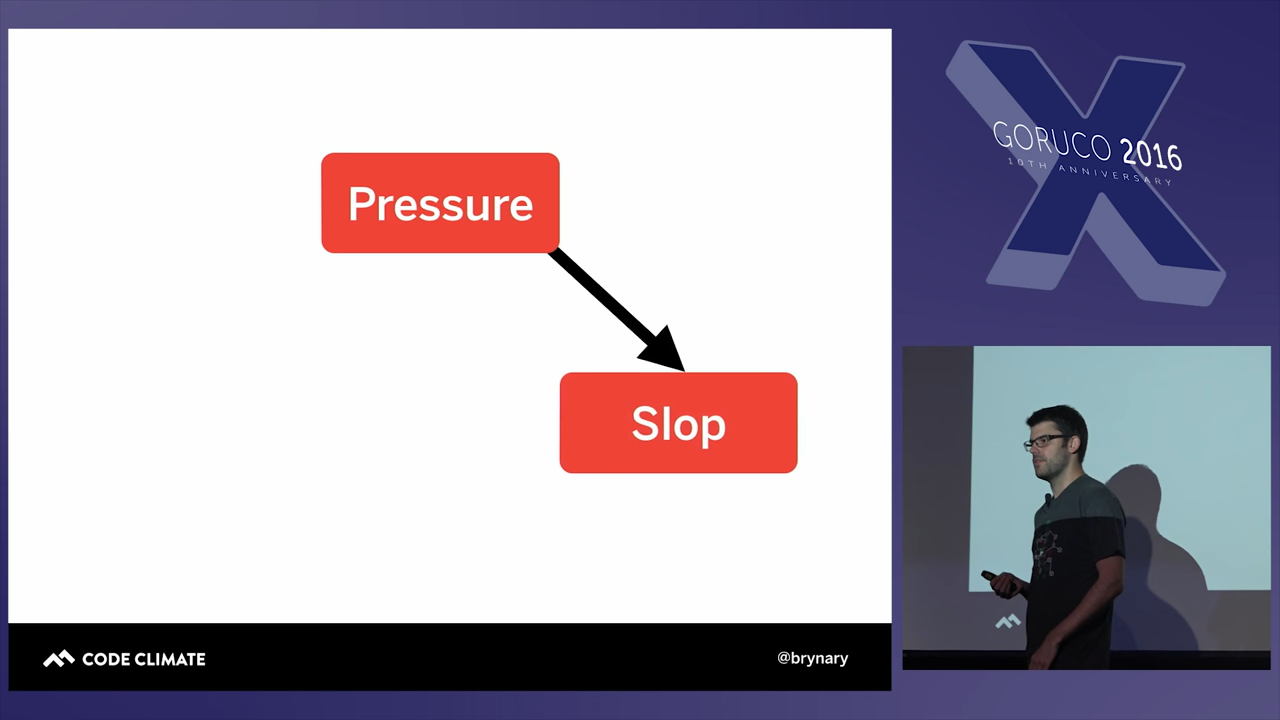 Pressure
Slop
CODE CLIMATE
@brynary
GORUCO 2016
10TH ANNIVERSARY